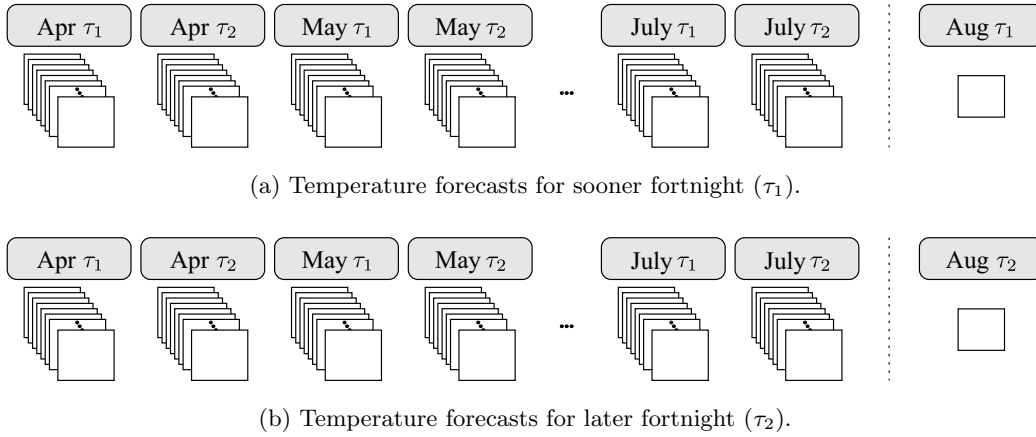 Apr τ₁ Apr τ₂ May τ₁ May τ₂ July τ₁ July τ₂ Aug τ₁
...
(a) Temperature forecasts for sooner fortnight (τ₁).
Apr τ₁ Apr τ₂ May τ₁ May τ₂ July τ₁ July τ₂ Aug τ₂
...
(b) Temperature forecasts for later fortnight (τ₂).